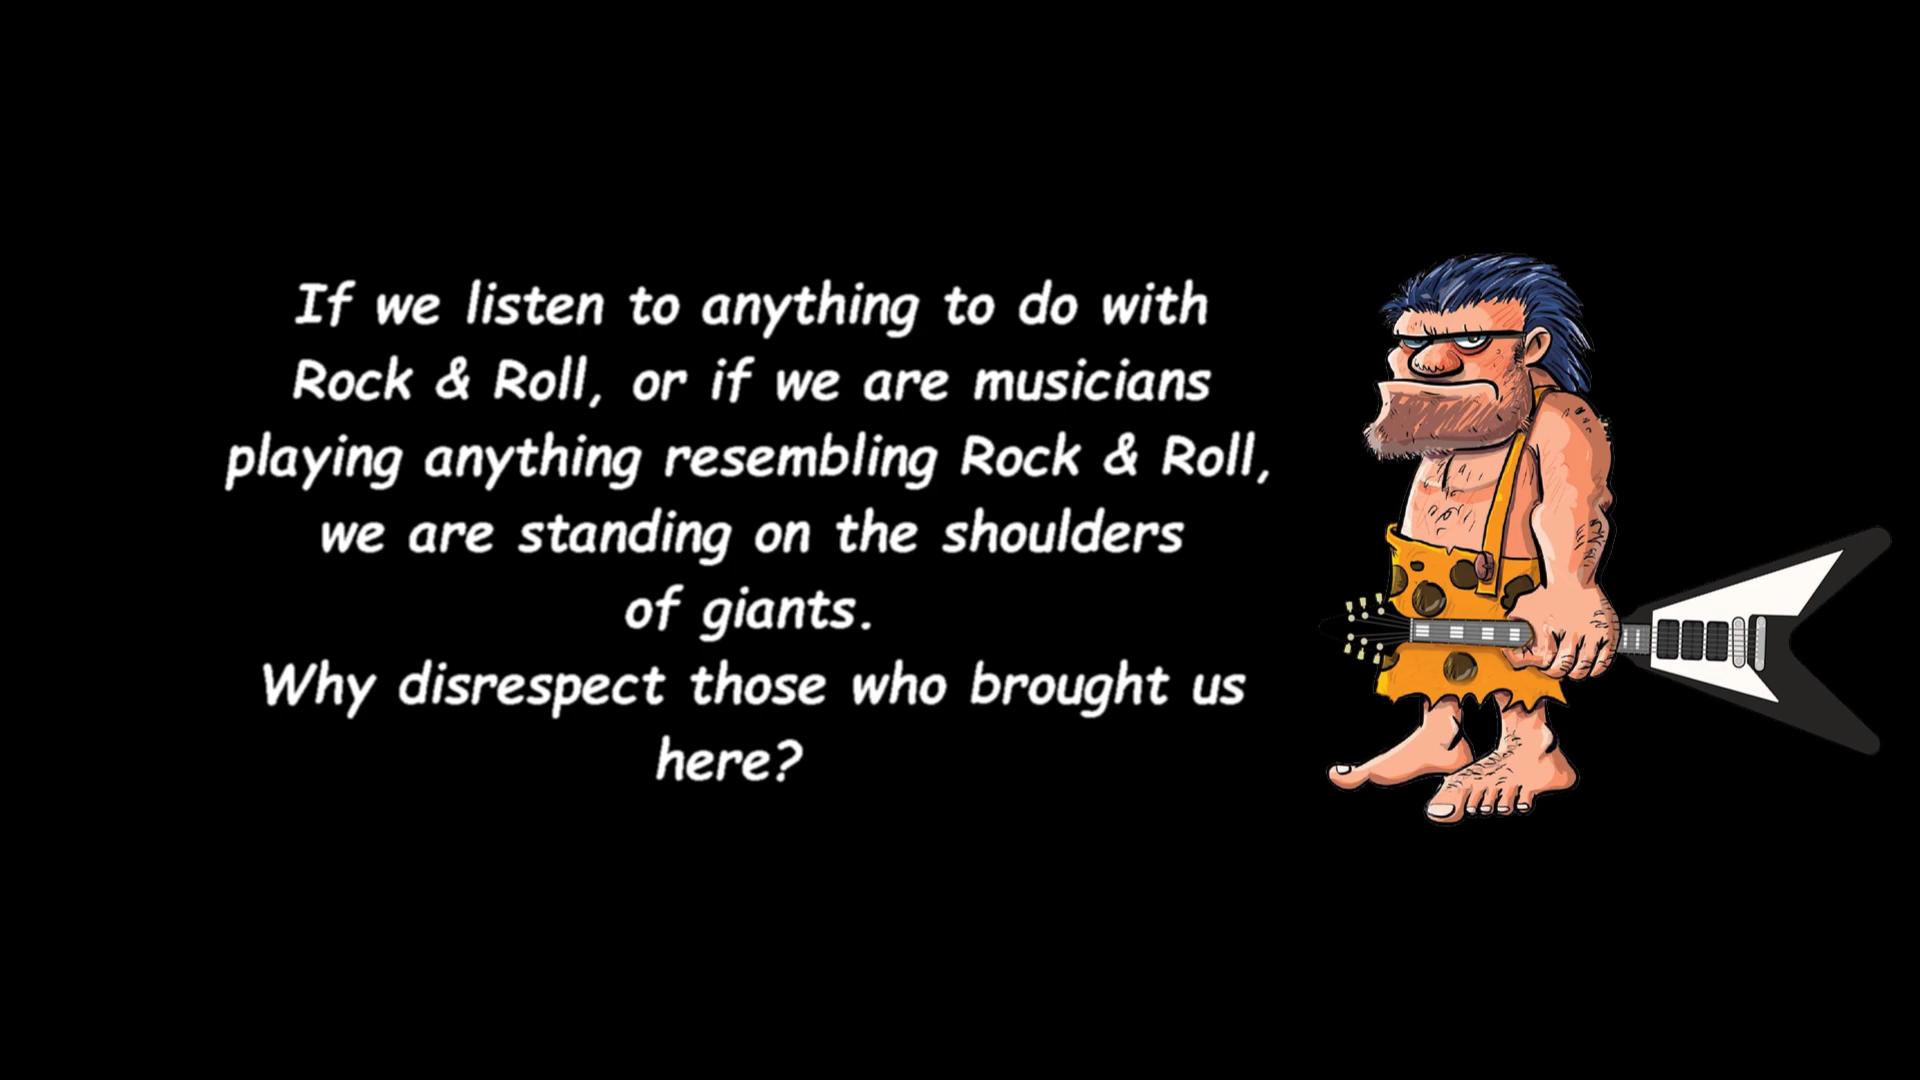 If we listen to anything to do with
Rock & Roll, or if we are musicians
playing anything resembling Rock & Roll,
we are standing on the shoulders
of giants.
Why disrespect those who brought us
here?